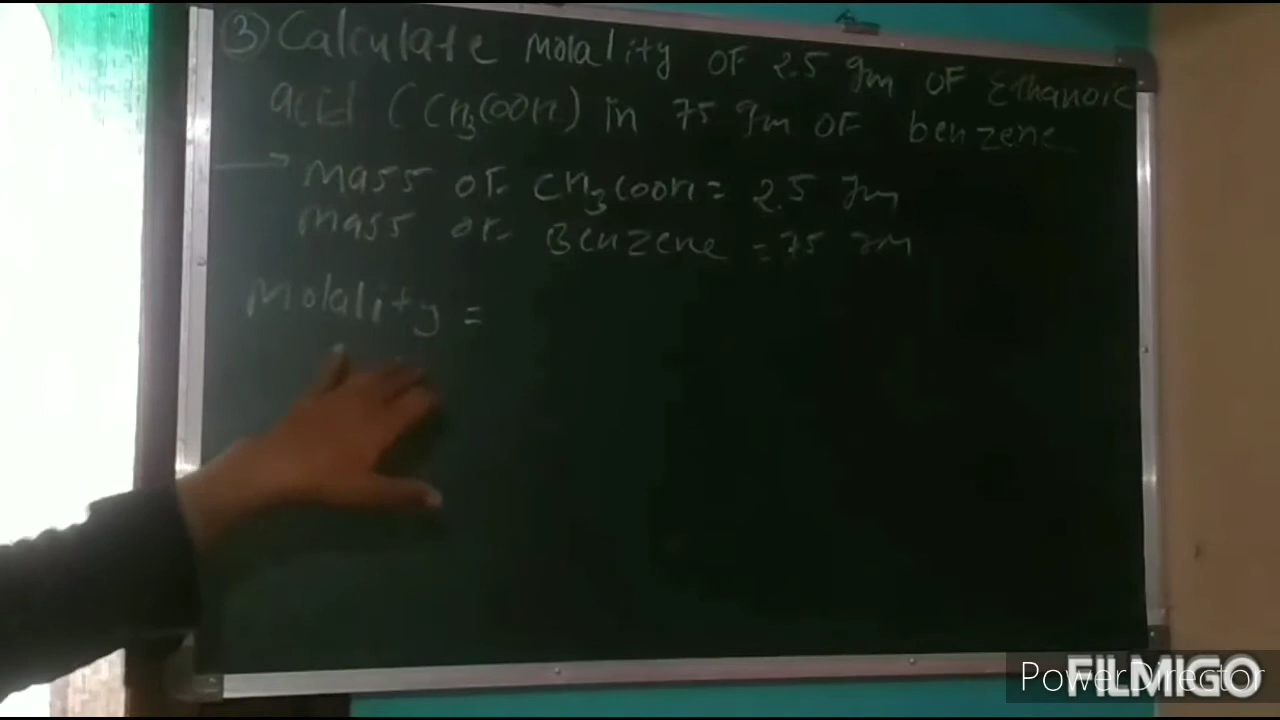 ③ Calculate Molality of 2.5 gm of Ethanoic
acid (CH3COOH) in 75 gm of benzene
→ Mass of CH3COOH = 2.5 gm
Mass of Benzene = 75 gm
Molality =
PowerDirector
FILMIGO